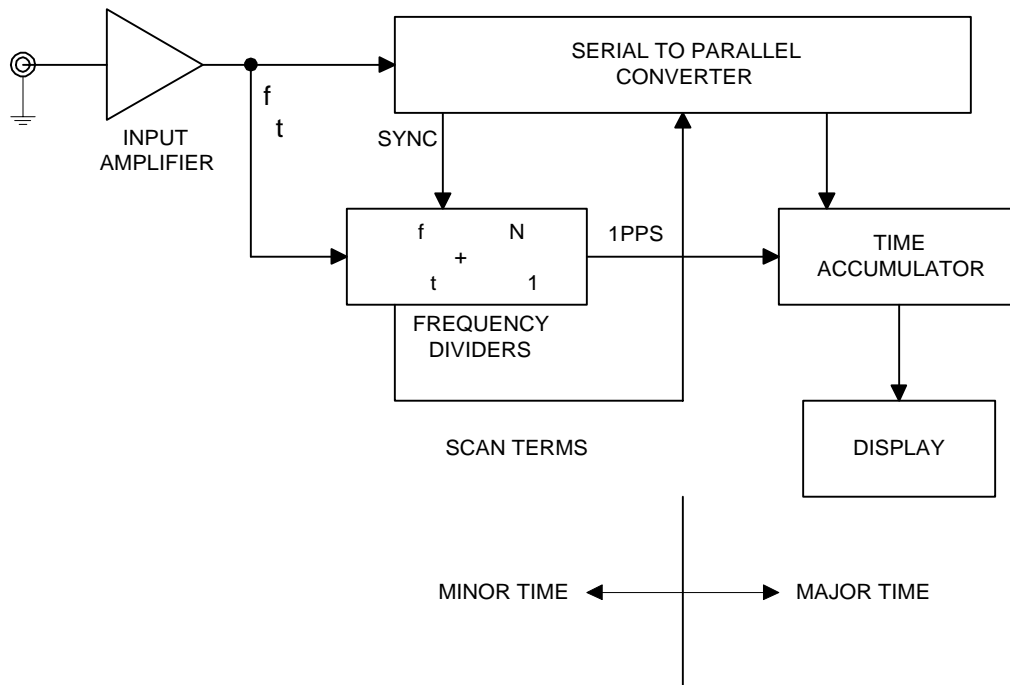 SERIAL TO PARALLEL
CONVERTER
f
t
INPUT
AMPLIFIER
SYNC
f N
+
t 1
1PPS
TIME
ACCUMULATOR
FREQUENCY
DIVIDERS
SCAN TERMS
DISPLAY
MINOR TIME
MAJOR TIME